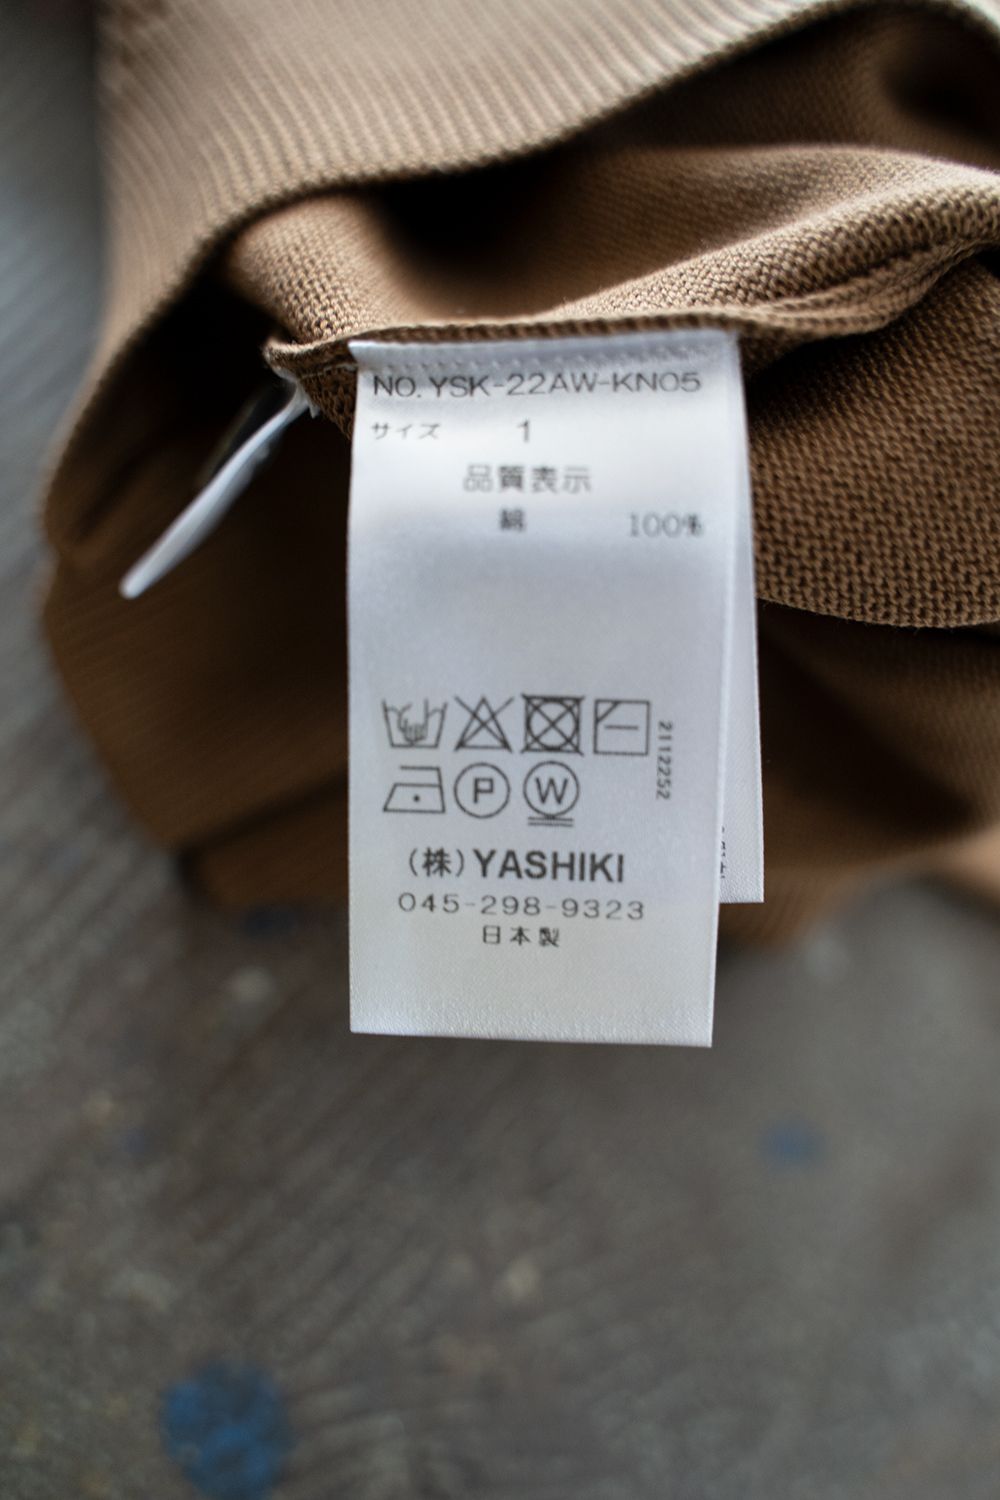 NO. YSK-22AW-KN05
サイズ 1
品質表示
綿 100%
2112252
P W
(株) YASHIKI
045-298-9323
日本製